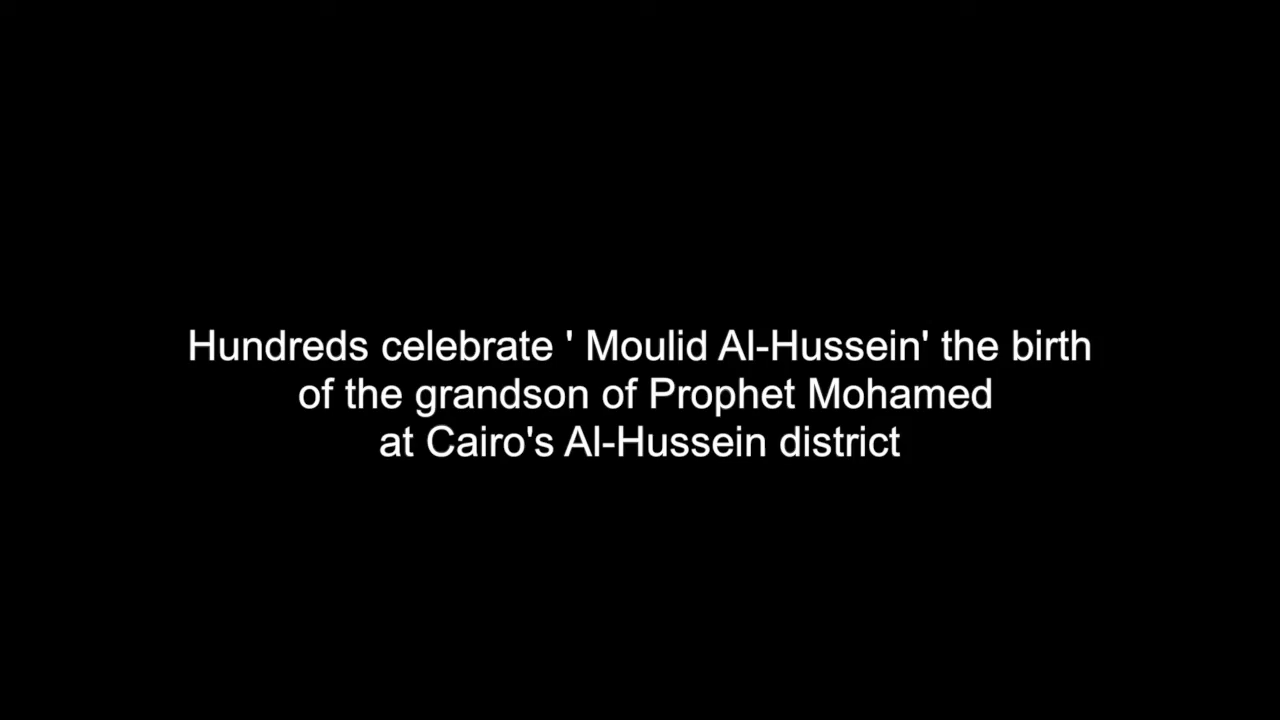 Hundreds celebrate ' Moulid Al-Hussein' the birth
of the grandson of Prophet Mohamed
at Cairo's Al-Hussein district